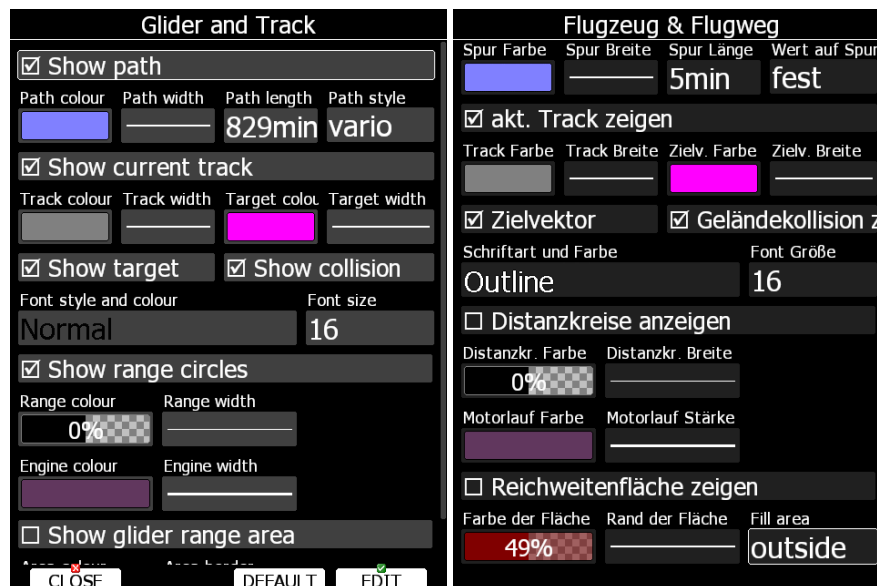 Glider and Track
Show path
Path colour Path width Path length Path style
829min vario
Show current track
Track colour Track width Target colou Target width
Show target Show collision
Font style and colour Font size
Normal 16
Show range circles
Range colour Range width
0%
Engine colour Engine width
Show glider range area
Area colour Area border
CLOSE DEFAULT EDIT
Flugzeug & Flugweg
Spur Farbe Spur Breite Spur Länge Wert auf Spur
5min fest
akt. Track zeigen
Track Farbe Track Breite Zielv. Farbe Zielv. Breite
Zielvektor Geländekollision z
Schriftart und Farbe Font Größe
Outline 16
Distanzkreise anzeigen
Distanzkr. Farbe Distanzkr. Breite
0%
Motorlauf Farbe Motorlauf Stärke
Reichweitenfläche zeigen
Farbe der Fläche Rand der Fläche Fill area
49% outside